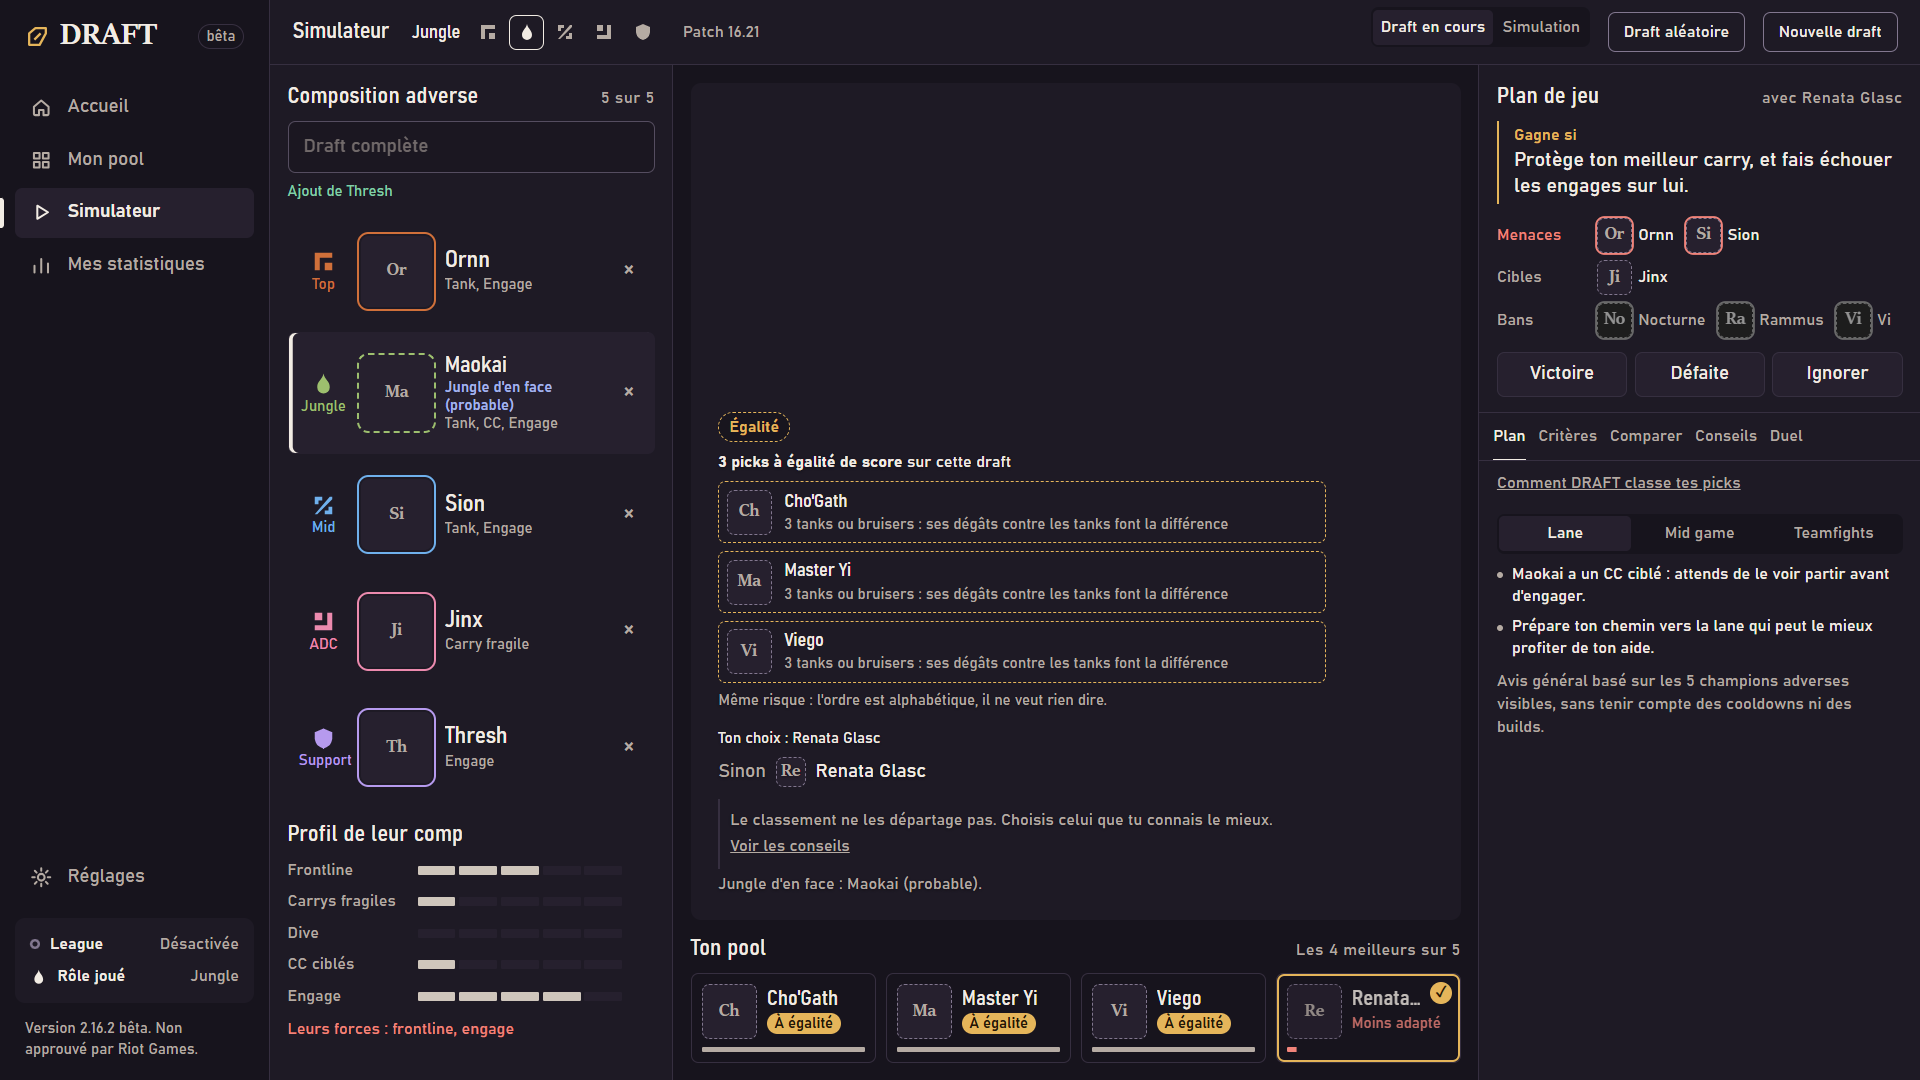 DRAFT
bêta
Accueil
Mon pool
Simulateur
Mes statistiques
Réglages
League Désactivée
Rôle joué Jungle
Version 2.16.2 bêta. Non
approuvé par Riot Games.
Simulateur Jungle Patch 16.21
Draft en cours Simulation Draft aléatoire Nouvelle draft
Composition adverse 5 sur 5
Draft complète
Ajout de Thresh
Top Or Ornn ×
Tank, Engage
Jungle Ma Maokai ×
Jungle d'en face
(probable)
Tank, CC, Engage
Mid Si Sion ×
Tank, Engage
ADC Ji Jinx ×
Carry fragile
Support Th Thresh ×
Engage
Profil de leur comp
Frontline
Carrys fragiles
Dive
CC ciblés
Engage
Leurs forces : frontline, engage
Égalité
3 picks à égalité de score sur cette draft
Ch Cho'Gath
3 tanks ou bruisers : ses dégâts contre les tanks font la différence
Ma Master Yi
3 tanks ou bruisers : ses dégâts contre les tanks font la différence
Vi Viego
3 tanks ou bruisers : ses dégâts contre les tanks font la différence
Même risque : l'ordre est alphabétique, il ne veut rien dire.
Ton choix : Renata Glasc
Sinon Re Renata Glasc
Le classement ne les départage pas. Choisis celui que tu connais le mieux.
Voir les conseils
Jungle d'en face : Maokai (probable).
Ton pool Les 4 meilleurs sur 5
Ch Cho'Gath
À égalité
Ma Master Yi
À égalité
Vi Viego
À égalité
Re Renata...
Moins adapté
Plan de jeu avec Renata Glasc
Gagne si
Protège ton meilleur carry, et fais échouer
les engages sur lui.
Menaces Or Ornn Si Sion
Cibles Ji Jinx
Bans No Nocturne Ra Rammus Vi Vi
Victoire Défaite Ignorer
Plan Critères Comparer Conseils Duel
Comment DRAFT classe tes picks
Lane Mid game Teamfights
Maokai a un CC ciblé : attends de le voir partir avant
d'engager.
Prépare ton chemin vers la lane qui peut le mieux
profiter de ton aide.
Avis général basé sur les 5 champions adverses
visibles, sans tenir compte des cooldowns ni des
builds.